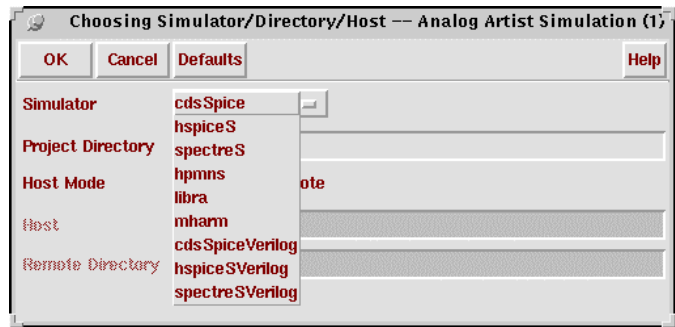 Choosing Simulator/Directory/Host -- Analog Artist Simulation (1)
OK Cancel Defaults Help
Simulator cdsSpice
hspiceS
Project Directory spectreS
hpmns
Host Mode ote
libra
mharm
Host
cdsSpiceVerilog
Remote Directory hspiceSVerilog
spectreSVerilog